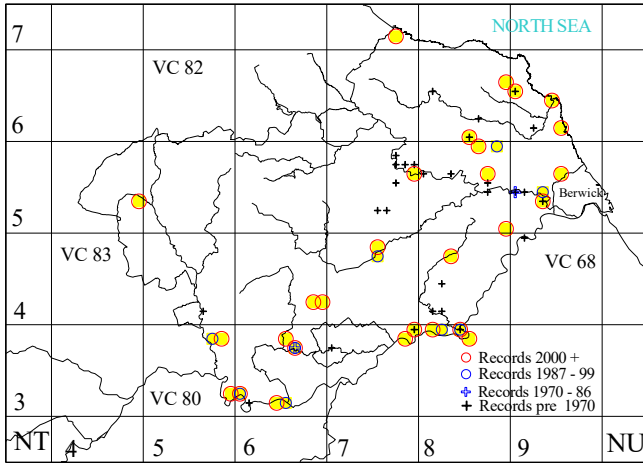 7
NORTH SEA
VC 82
6
Berwick
5
VC 83
VC 68
4
Records 2000 +
Records 1987 - 99
Records 1970 - 86
Records pre 1970
VC 80
3
NT 4 5 6 7 8 9 NU